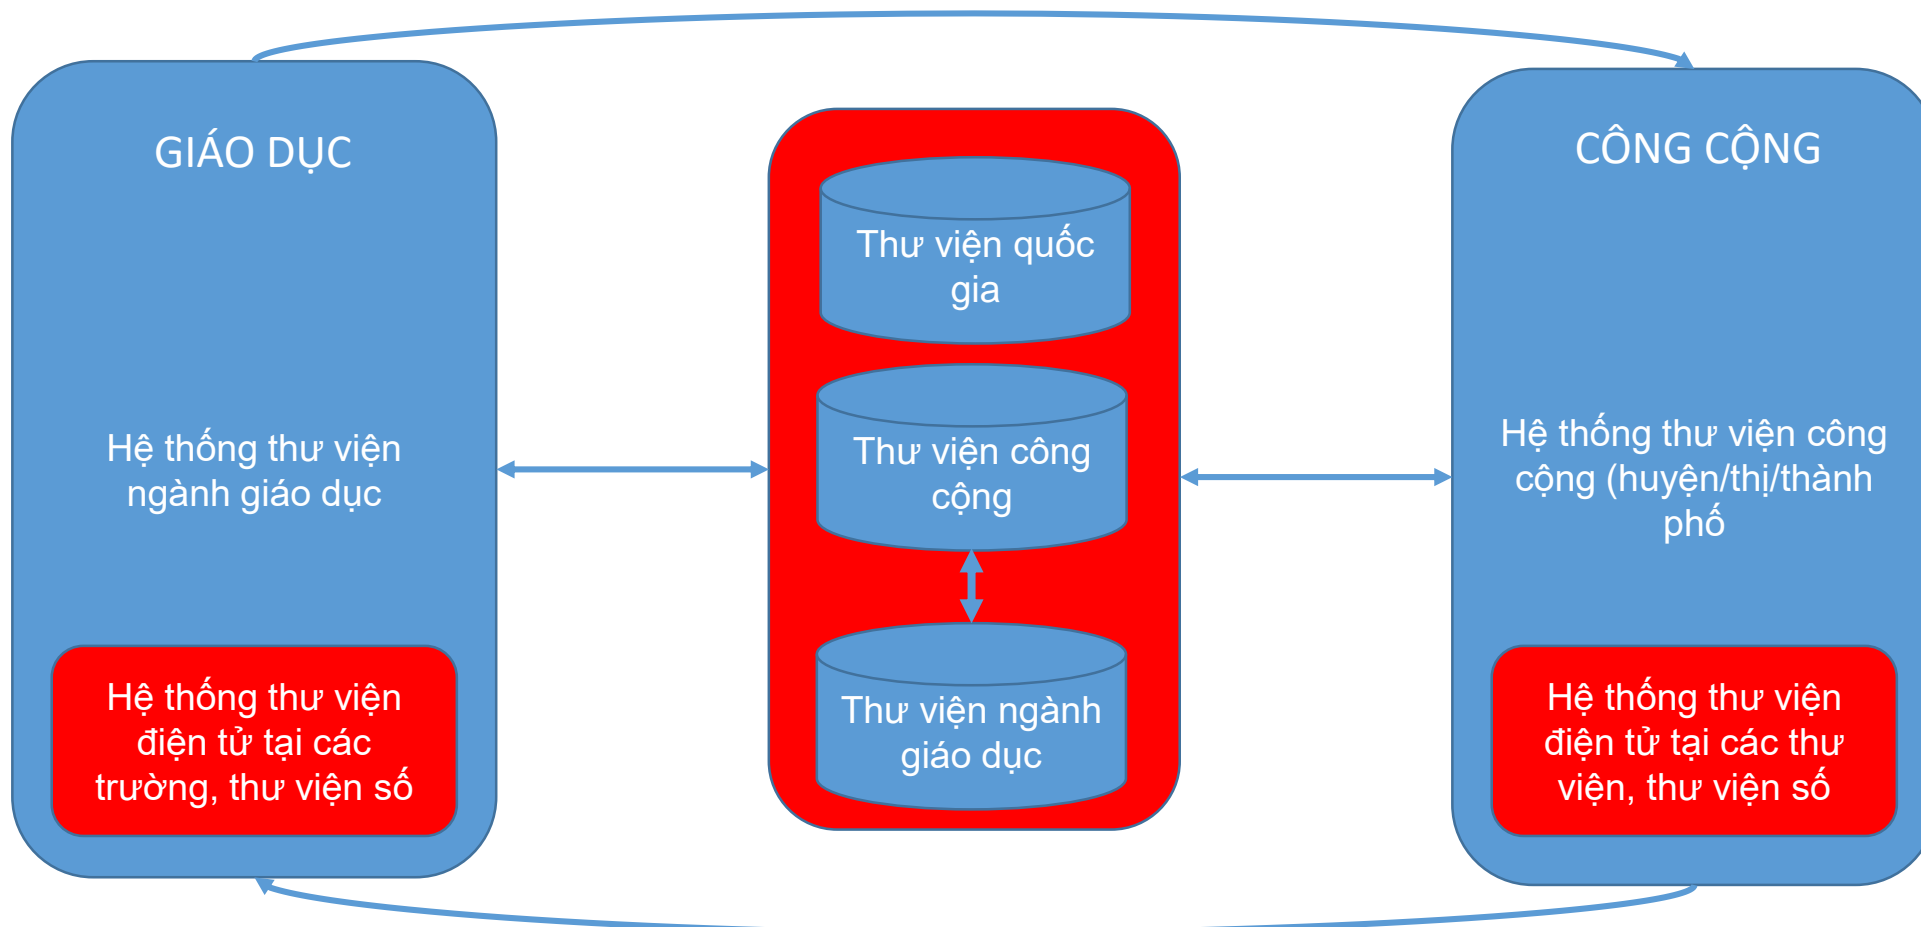 GIÁO DỤC
Hệ thống thư viện
ngành giáo dục
Hệ thống thư viện
điện tử tại các
trường, thư viện số
Thư viện quốc
gia
Thư viện công
cộng
Thư viện ngành
giáo dục
CÔNG CỘNG
Hệ thống thư viện công
cộng (huyện/thị/thành
phố
Hệ thống thư viện
điện tử tại các thư
viện, thư viện số